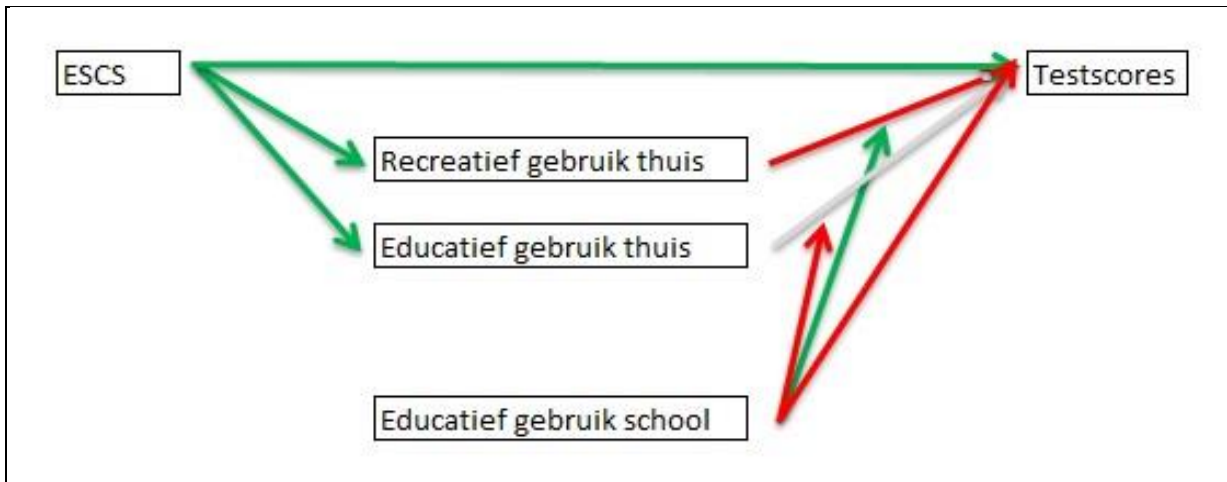 ESCS
Testscores
Recreatief gebruik thuis
Educatief gebruik thuis
Educatief gebruik school